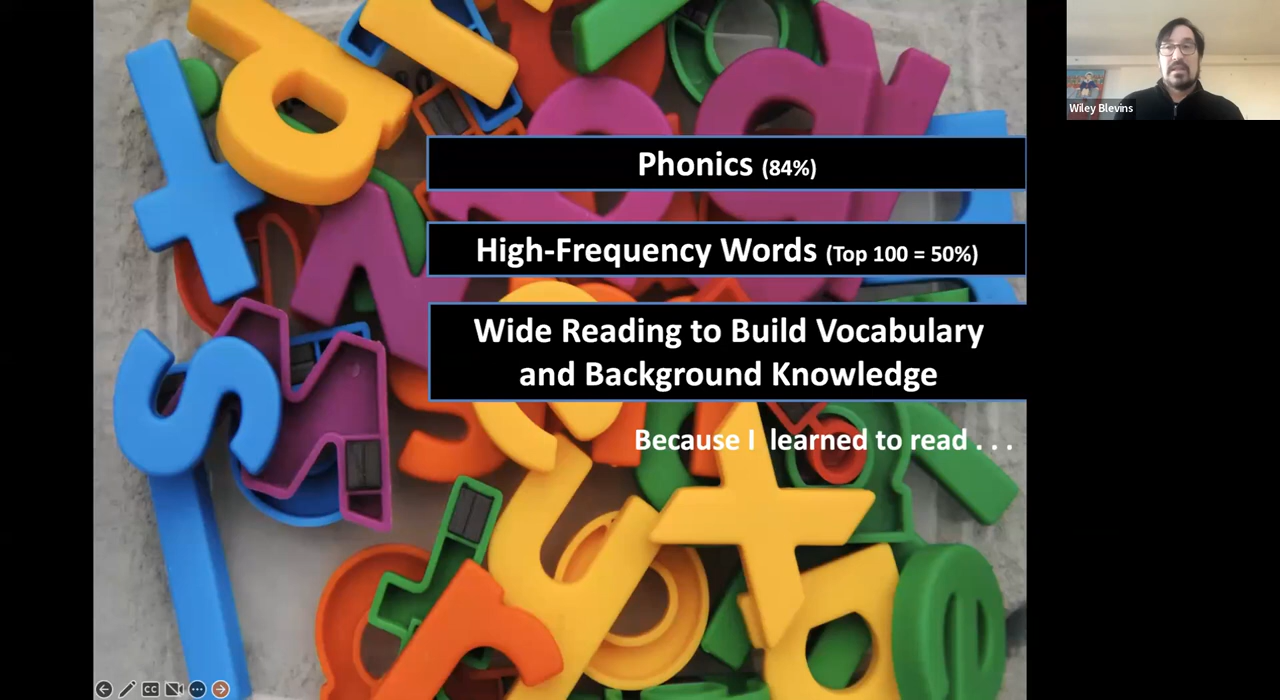 Wiley Blevins
Phonics (84%)
High-Frequency Words (Top 100 = 50%)
Wide Reading to Build Vocabulary
and Background Knowledge
Because I learned to read . . .
CC